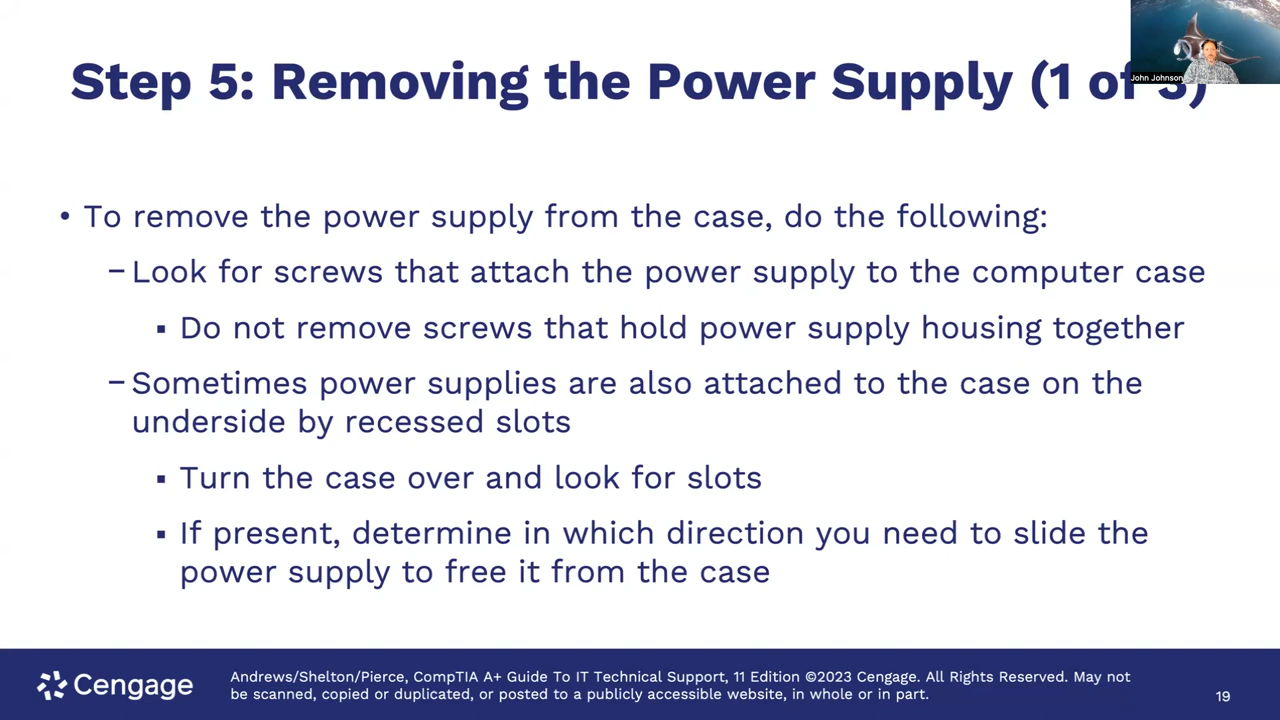 Step 5: Removing the Power Supply (1 of 3)
John Johnson
• To remove the power supply from the case, do the following:
– Look for screws that attach the power supply to the computer case
▪ Do not remove screws that hold power supply housing together
– Sometimes power supplies are also attached to the case on the
underside by recessed slots
▪ Turn the case over and look for slots
▪ If present, determine in which direction you need to slide the
power supply to free it from the case
Cengage
Andrews/Shelton/Pierce, CompTIA A+ Guide To IT Technical Support, 11 Edition ©2023 Cengage. All Rights Reserved. May not
be scanned, copied or duplicated, or posted to a publicly accessible website, in whole or in part.
19